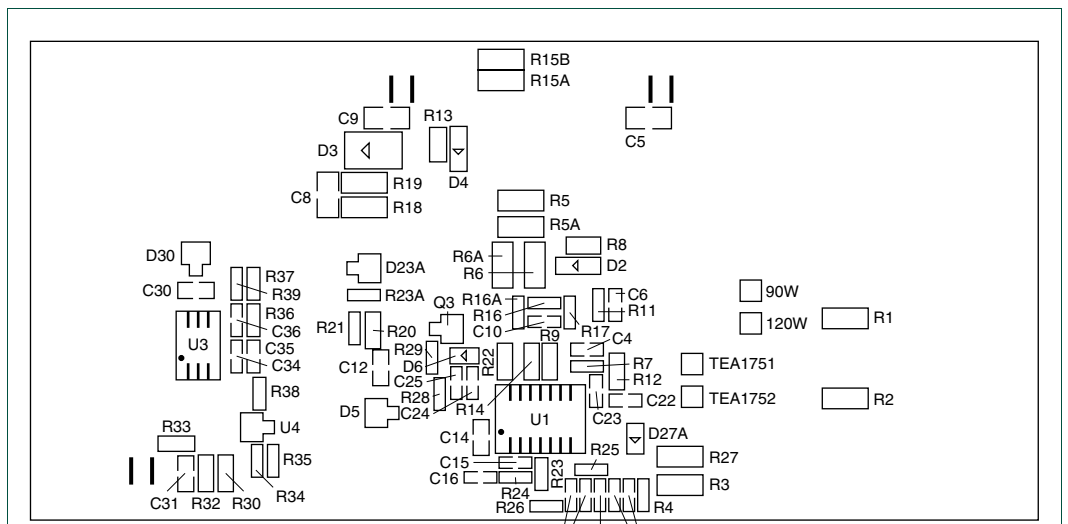 R15B
R15A
C9
R13
C5
D3
D4
R19
C8
R18
R5
R5A
R8
R6A
R6
D2
D30
D23A
C30
R37
R39
R23A
Q3
R16A
R16
C10
C6
R11
90W
R36
C36
R21
R20
R17
120W
R1
U3
C35
C34
C12
R29
D6
R22
R9
C4
R7
R12
TEA1751
C25
R38
R28
C24
R14
C23
C22
TEA1752
R2
D5
U1
U4
R33
C14
D27A
R35
C15
R23
R25
R27
C31
R32
R30
R34
C16
R24
R3
R26
R4